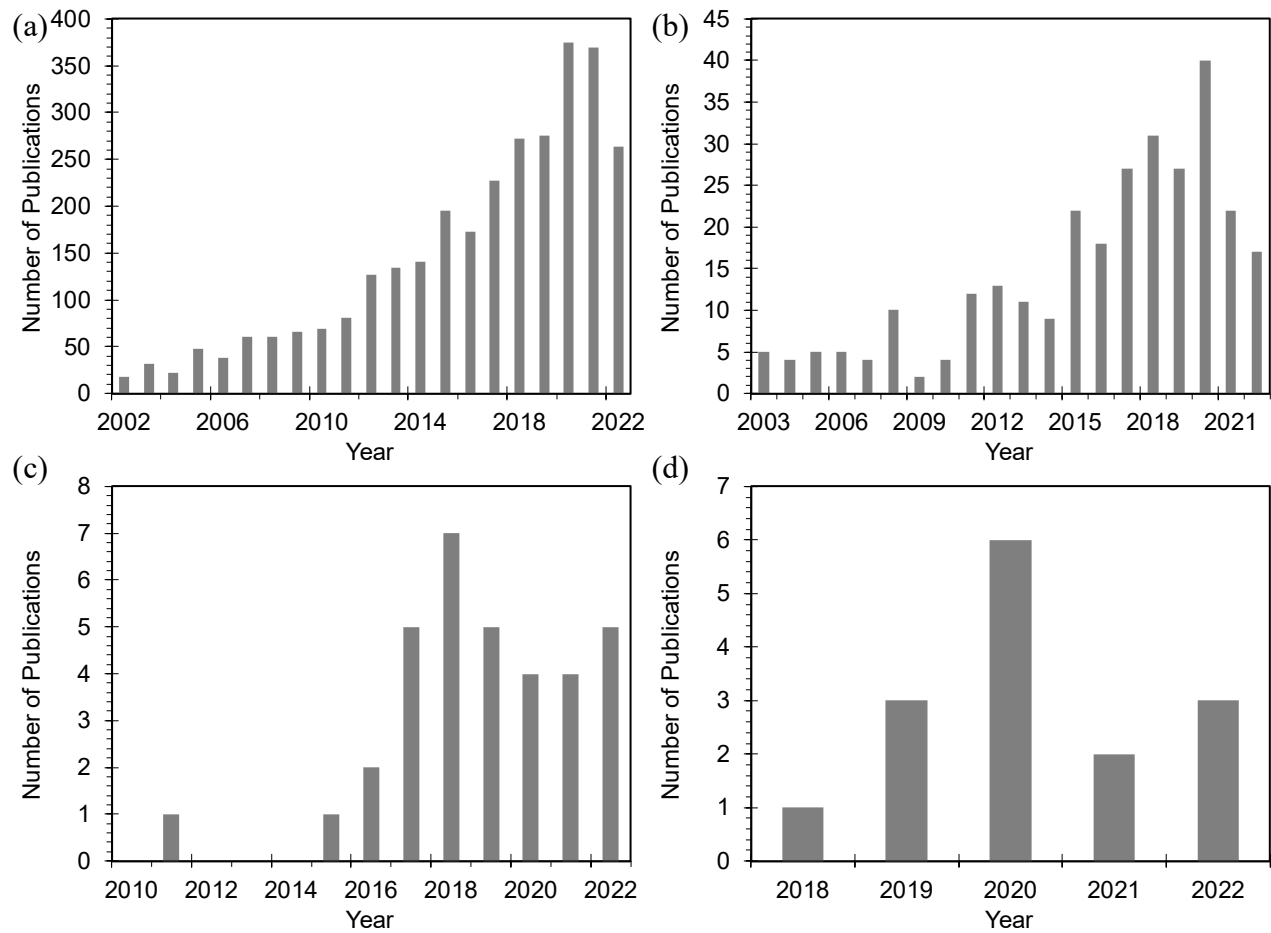 (a)
400
350
300
250
200
150
100
50
0
Number of Publications
2002 2006 2010 2014 2018 2022
Year
(b)
45
40
35
30
25
20
15
10
5
0
Number of Publications
2003 2006 2009 2012 2015 2018 2021
Year
(c)
8
7
6
5
4
3
2
1
0
Number of Publications
2010 2012 2014 2016 2018 2020 2022
Year
(d)
7
6
5
4
3
2
1
0
Number of Publications
2018 2019 2020 2021 2022
Year